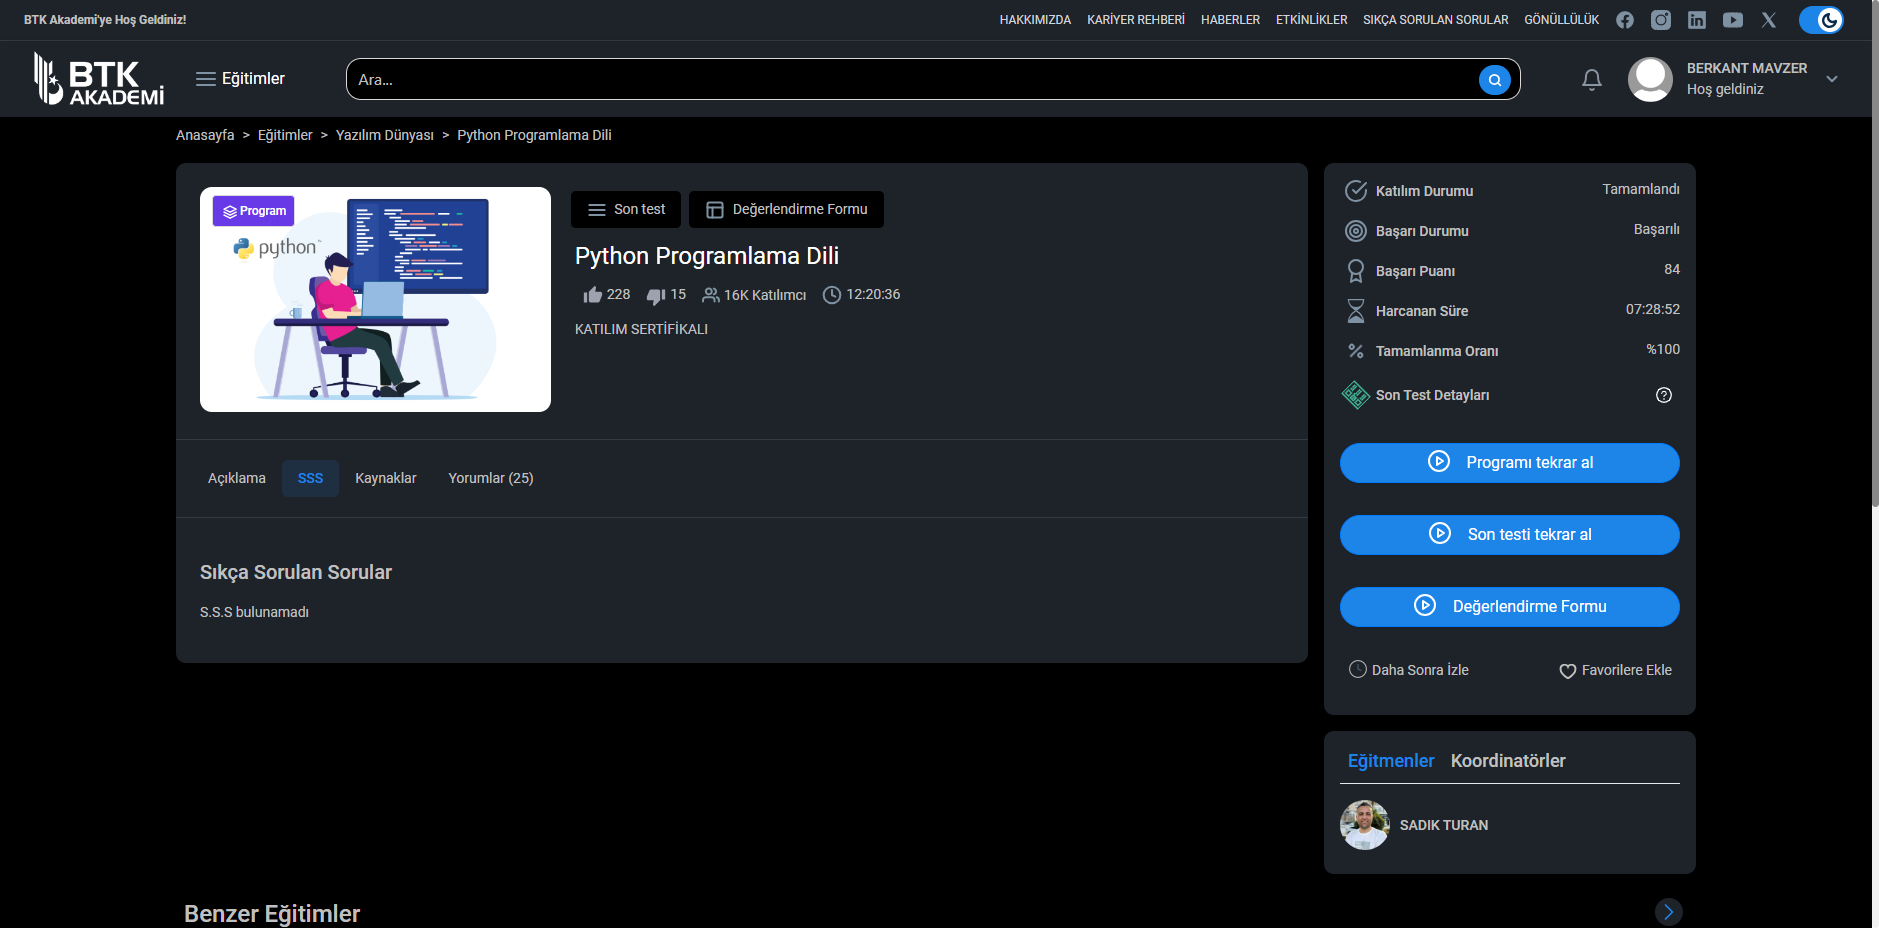 BTK Akademi'ye Hoş Geldiniz!
HAKKIMIZDA KARİYER REHBERİ HABERLER ETKİNLİKLER SIKÇA SORULAN SORULAR GÖNÜLLÜLÜK
BTK AKADEMİ
Eğitimler
Ara...
BERKANT MAVZER
Hoş geldiniz
Anasayfa > Eğitimler > Yazılım Dünyası > Python Programlama Dili
Program
python
Son test
Değerlendirme Formu
Python Programlama Dili
228 15 16K Katılımcı 12:20:36
KATILIM SERTİFİKALI
Açıklama SSS Kaynaklar Yorumlar (25)
Sıkça Sorulan Sorular
S.S.S bulunamadı
Katılım Durumu Tamamlandı
Başarı Durumu Başarılı
Başarı Puanı 84
Harcanan Süre 07:28:52
Tamamlanma Oranı %100
Son Test Detayları
Programı tekrar al
Son testi tekrar al
Değerlendirme Formu
Daha Sonra İzle Favorilere Ekle
Eğitmenler Koordinatörler
SADIK TURAN
Benzer Eğitimler